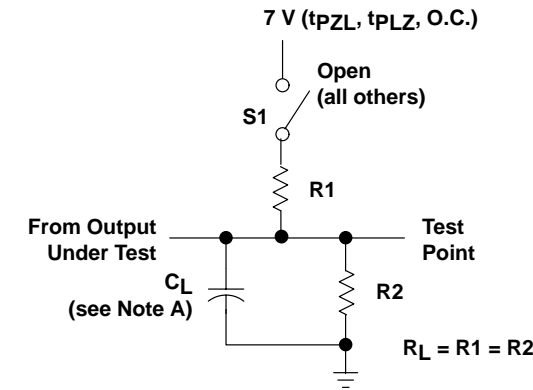 7 V (tPZL, tPLZ, O.C.)
Open
(all others)
S1
R1
From Output
Under Test
Test
Point
CL
(see Note A)
R2
RL = R1 = R2